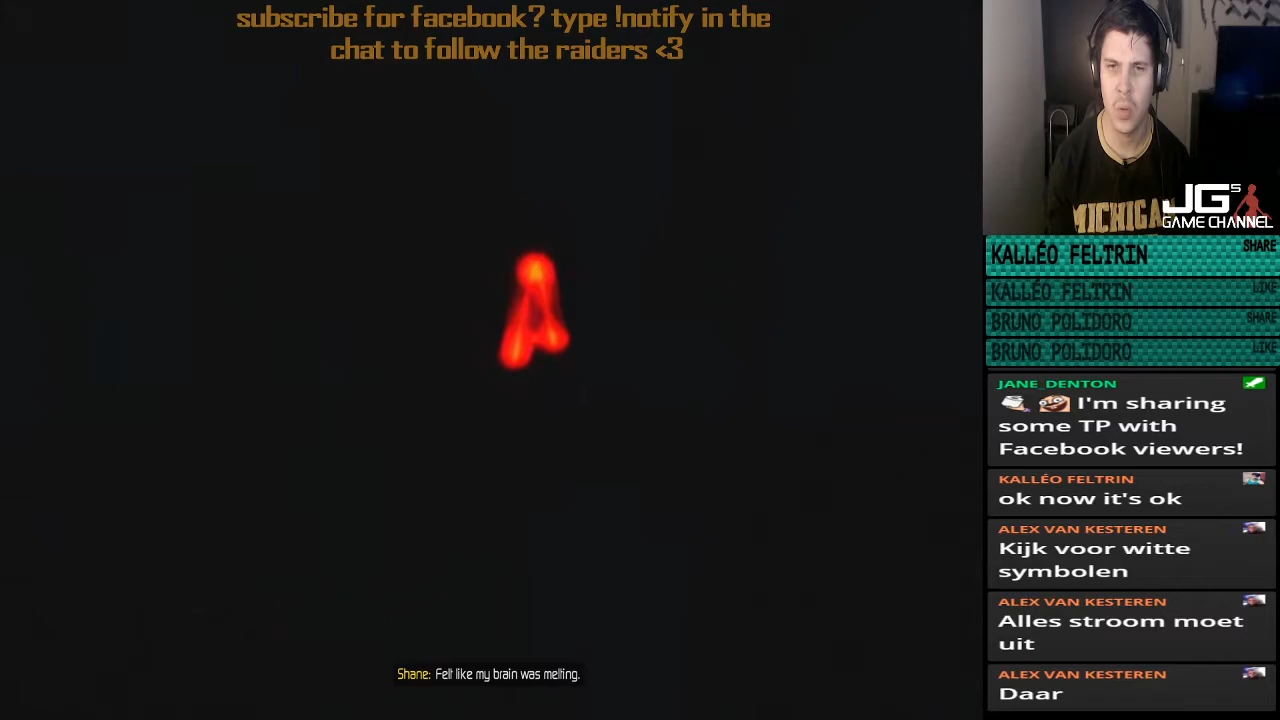 subscribe for facebook? type !notify in the
chat to follow the raiders <3
MICHIGAN
JG5
GAME CHANNEL
KALLÉO FELTRIN SHARE
KALLÉO FELTRIN LIKE
BRUNO POLIDORO SHARE
BRUNO POLIDORO LIKE
JANE_DENTON
I'm sharing
some TP with
Facebook viewers!
KALLÉO FELTRIN
ok now it's ok
ALEX VAN KESTEREN
Kijk voor witte
symbolen
ALEX VAN KESTEREN
Alles stroom moet
uit
ALEX VAN KESTEREN
Daar
Shane: Felt like my brain was melting.